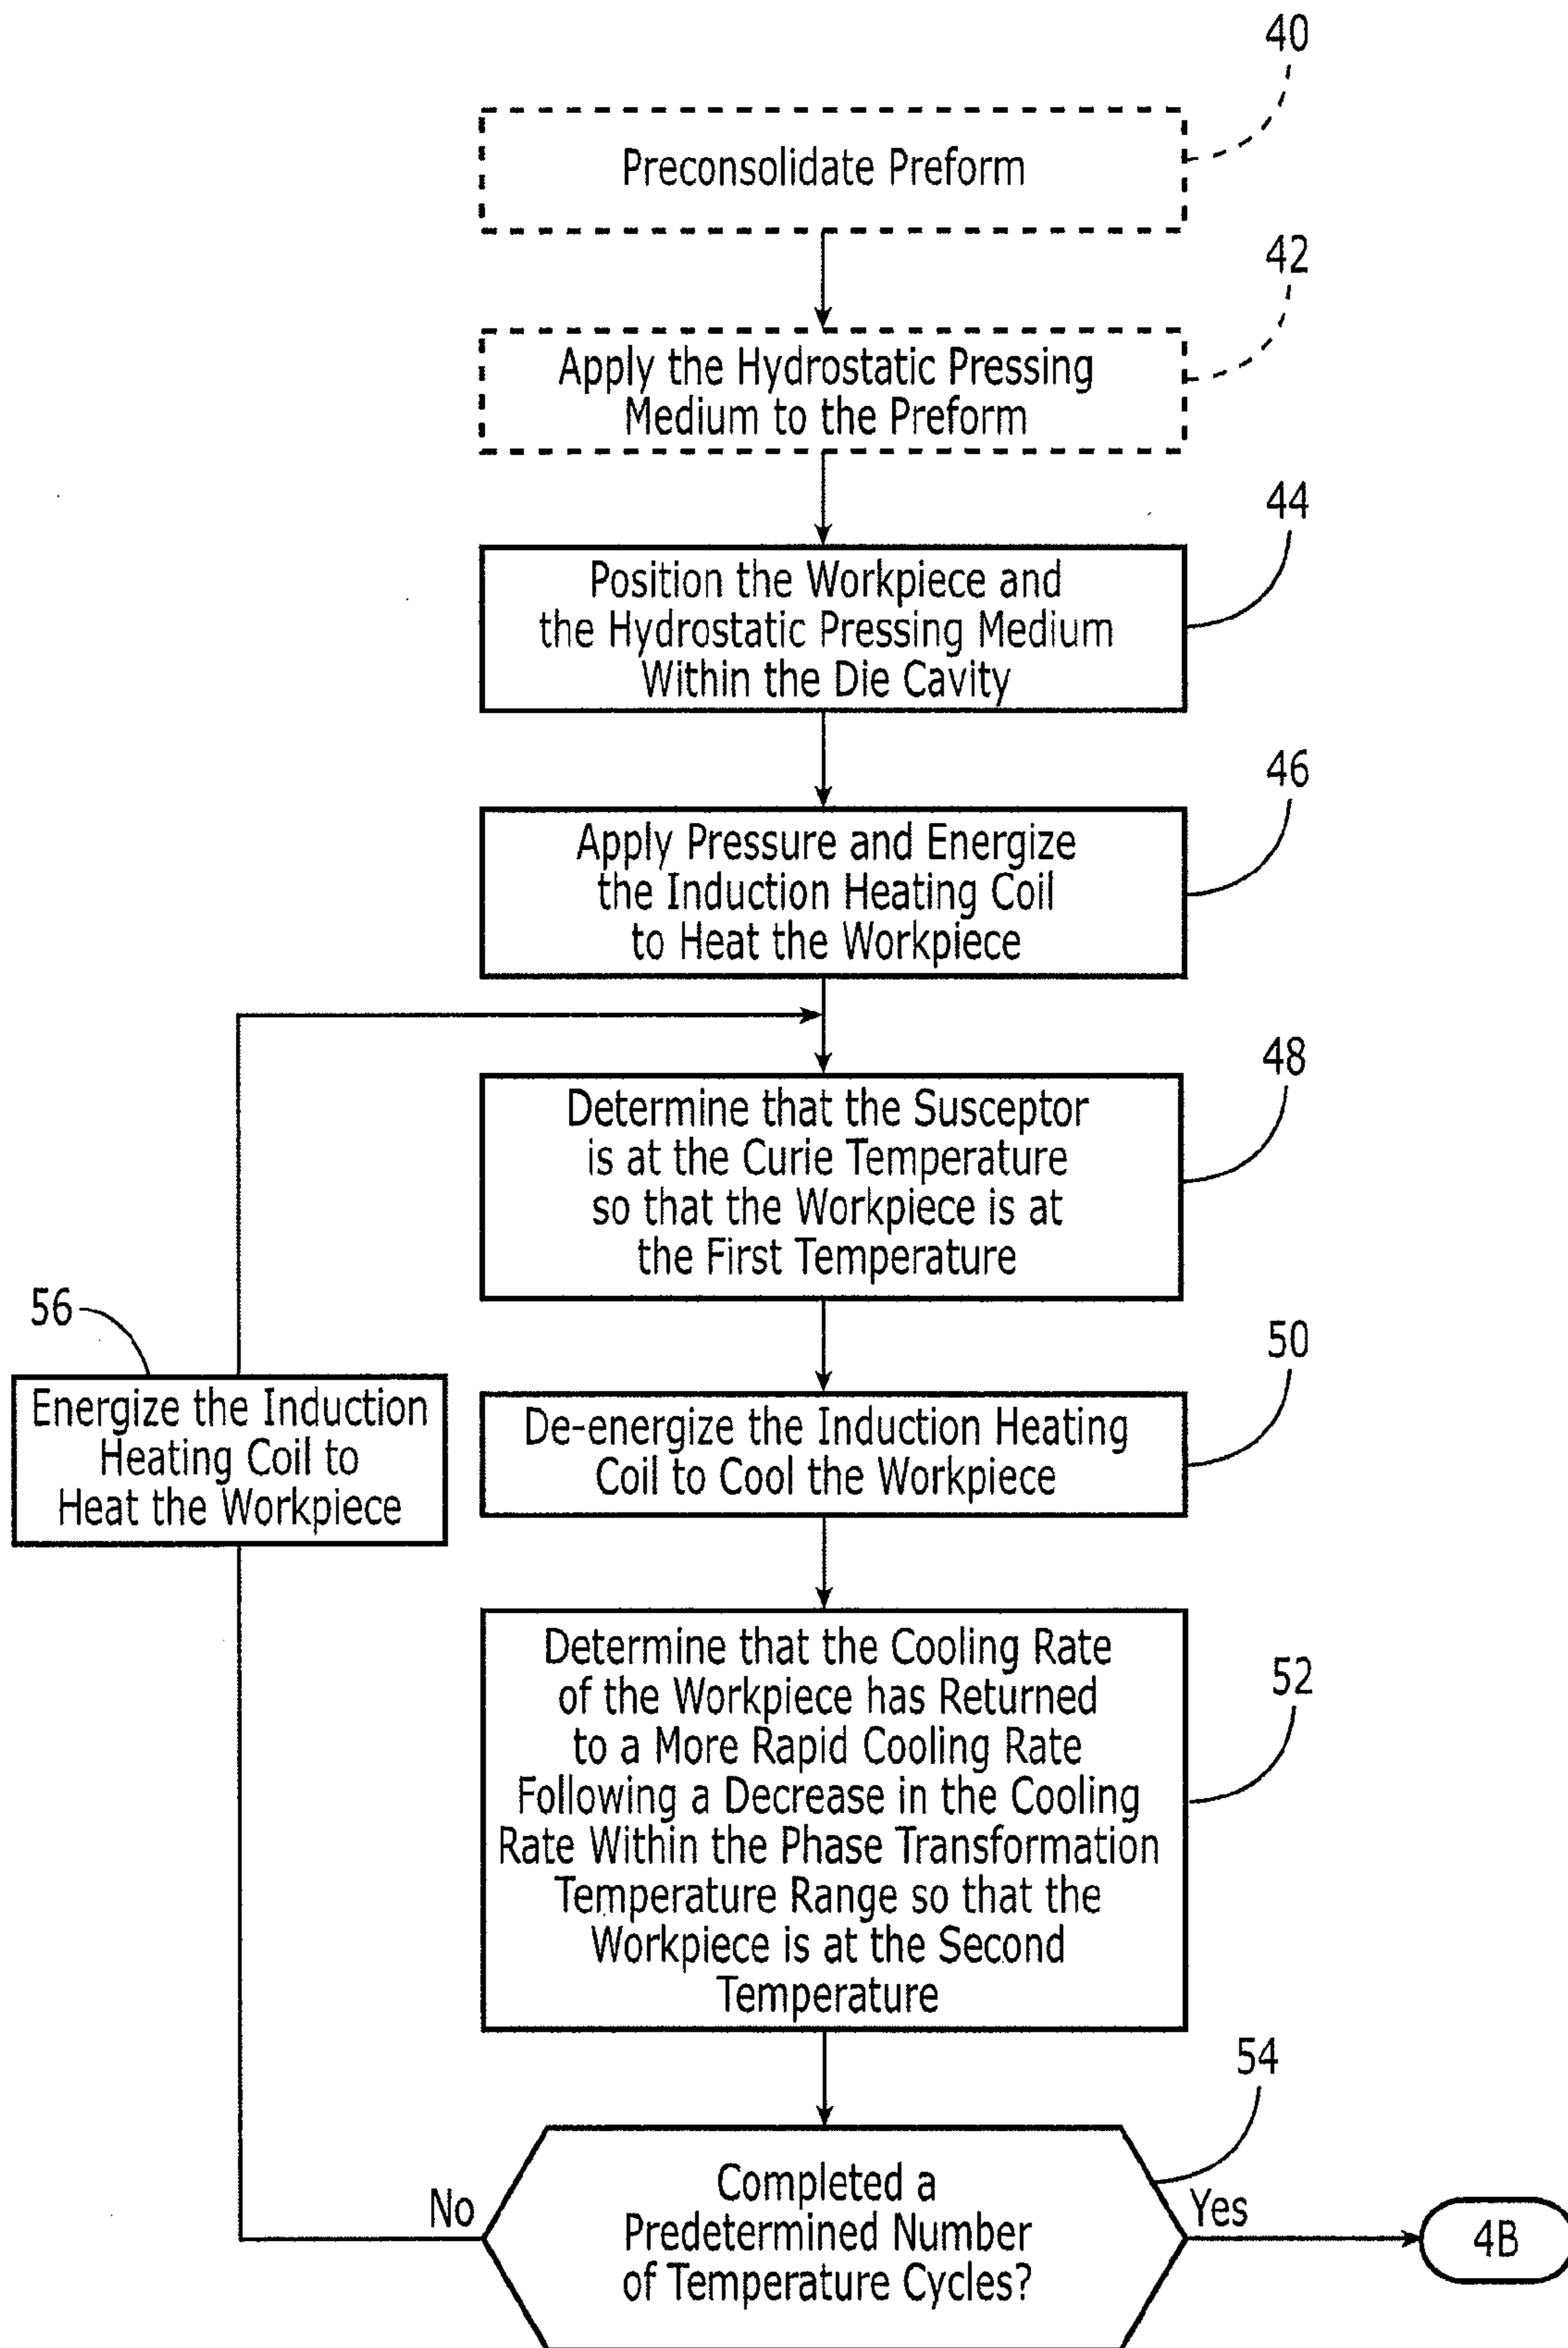 40
Preconsolidate Preform
42
Apply the Hydrostatic Pressing
Medium to the Preform
44
Position the Workpiece and
the Hydrostatic Pressing Medium
Within the Die Cavity
46
Apply Pressure and Energize
the Induction Heating Coil
to Heat the Workpiece
48
Determine that the Susceptor
is at the Curie Temperature
so that the Workpiece is at
the First Temperature
56
Energize the Induction
Heating Coil to
Heat the Workpiece
50
De-energize the Induction Heating
Coil to Cool the Workpiece
52
Determine that the Cooling Rate
of the Workpiece has Returned
to a More Rapid Cooling Rate
Following a Decrease in the Cooling
Rate Within the Phase Transformation
Temperature Range so that the
Workpiece is at the Second
Temperature
54
Completed a
Predetermined Number
of Temperature Cycles?
No
Yes
4B